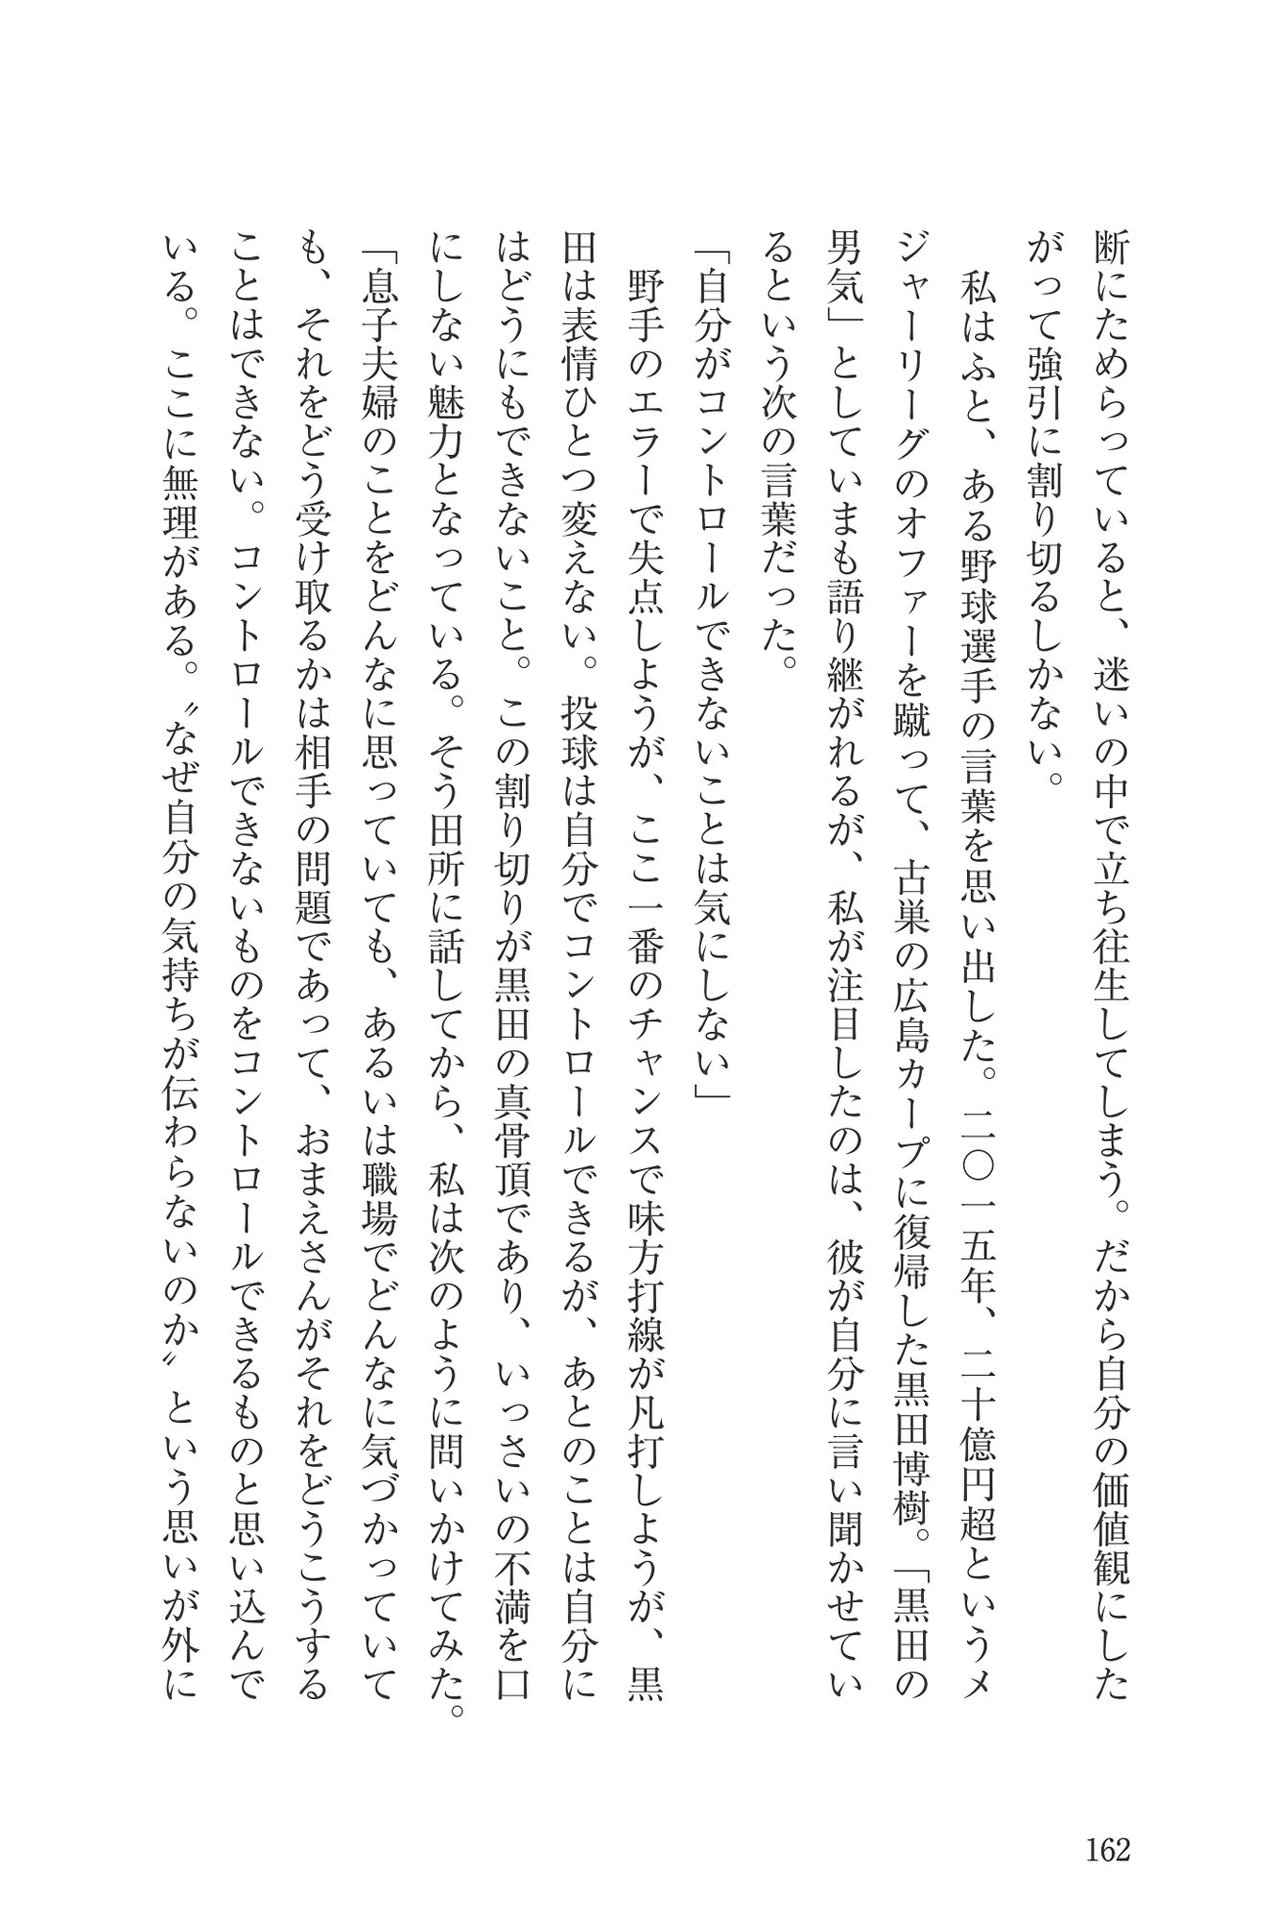 断にためらっていると、迷いの中で立ち往生してしまう。だから自分の価値観にした
がって強引に割り切るしかない。
　私はふと、ある野球選手の言葉を思い出した。二〇一五年、二十億円超というメ
ジャーリーグのオファーを蹴って、古巣の広島カープに復帰した黒田博樹。「黒田の
男気」としていまも語り継がれるが、私が注目したのは、彼が自分に言い聞かせてい
るという次の言葉だった。
「自分がコントロールできないことは気にしない」
　野手のエラーで失点しようが、ここ一番のチャンスで味方打線が凡打しようが、黒
田は表情ひとつ変えない。投球は自分でコントロールできるが、あとのことは自分に
はどうにもできないこと。この割り切りが黒田の真骨頂であり、いっさいの不満を口
にしない魅力となっている。そう田所に話してから、私は次のように問いかけてみた。
「息子夫婦のことをどんなに思っていても、あるいは職場でどんなに気づかっていて
も、それをどう受け取るかは相手の問題であって、おまえさんがそれをどうこうする
ことはできない。コントロールできないものをコントロールできるものと思い込んで
いる。ここに無理がある。〝なぜ自分の気持ちが伝わらないのか〟という思いが外に
162